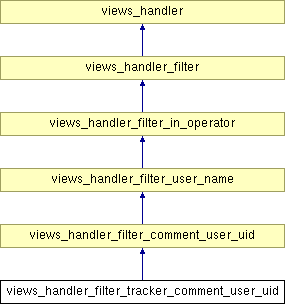 views_handler
views_handler_filter
views_handler_filter_in_operator
views_handler_filter_user_name
views_handler_filter_comment_user_uid
views_handler_filter_tracker_comment_user_uid